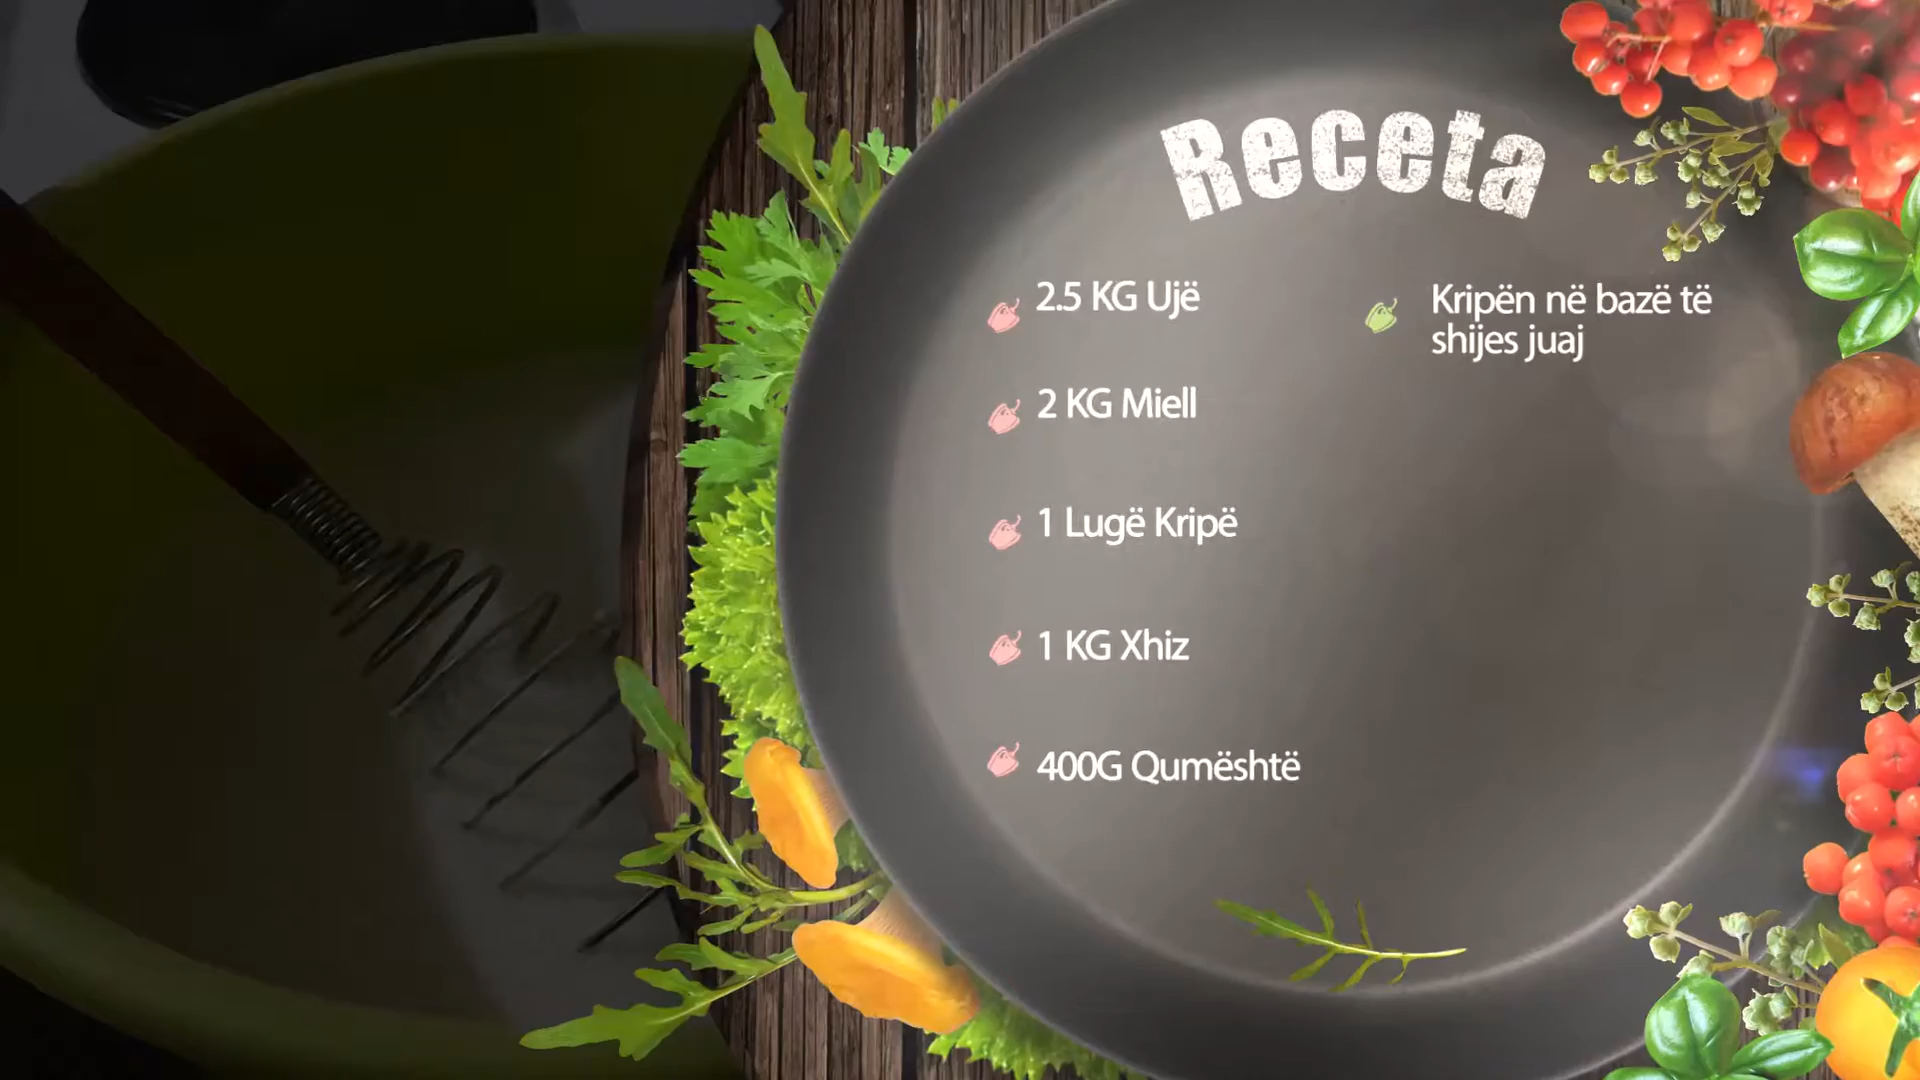 Receta
2.5 KG Ujë
2 KG Miell
1 Lugë Kripë
1 KG Xhiz
400G Qumështë
Kripën në bazë të
shijes juaj